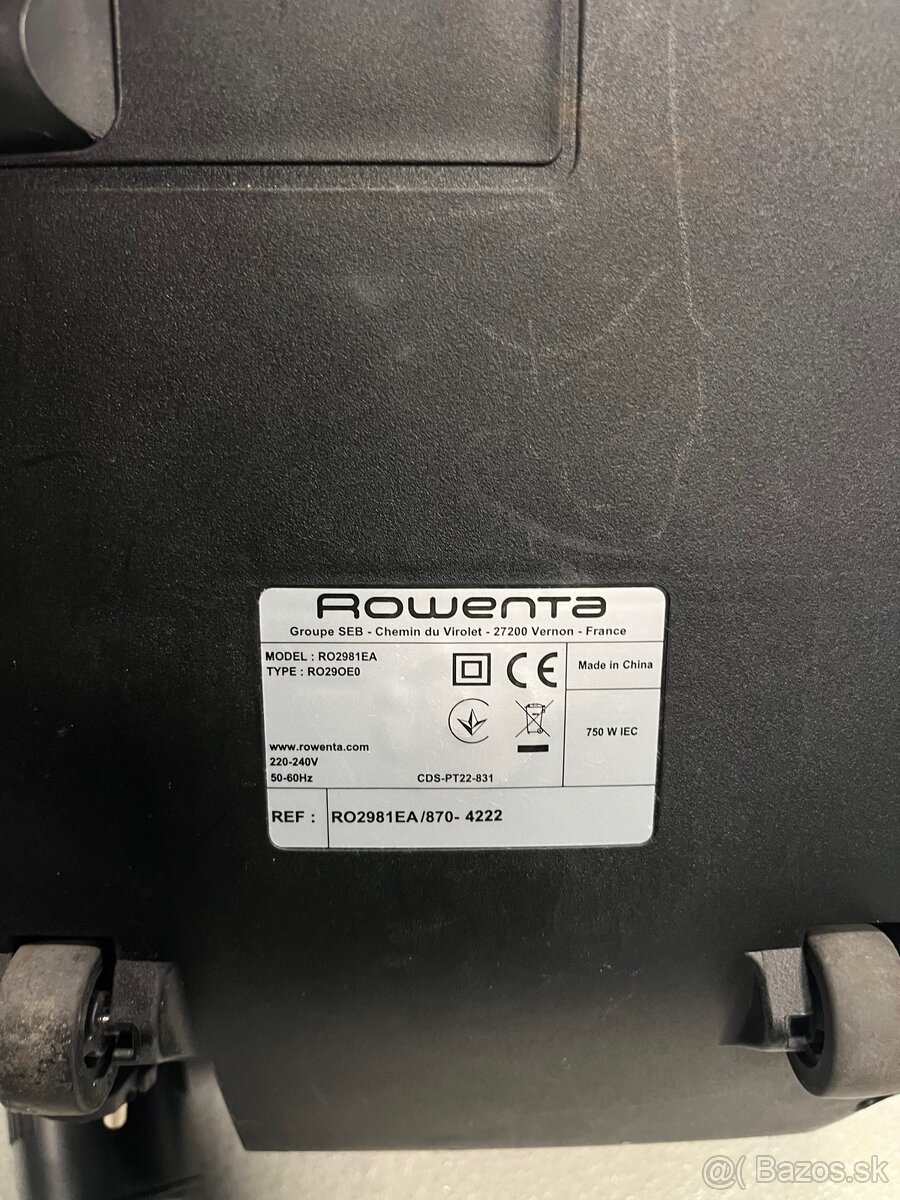 Rowenta
Groupe SEB - Chemin du Virolet - 27200 Vernon - France
MODEL : RO2981EA
TYPE : RO29OE0
CE
Made in China
750 W IEC
www.rowenta.com
220-240V
50-60Hz
CDS-PT22-831
REF : RO2981EA/870- 4222
@( Bazos.sk